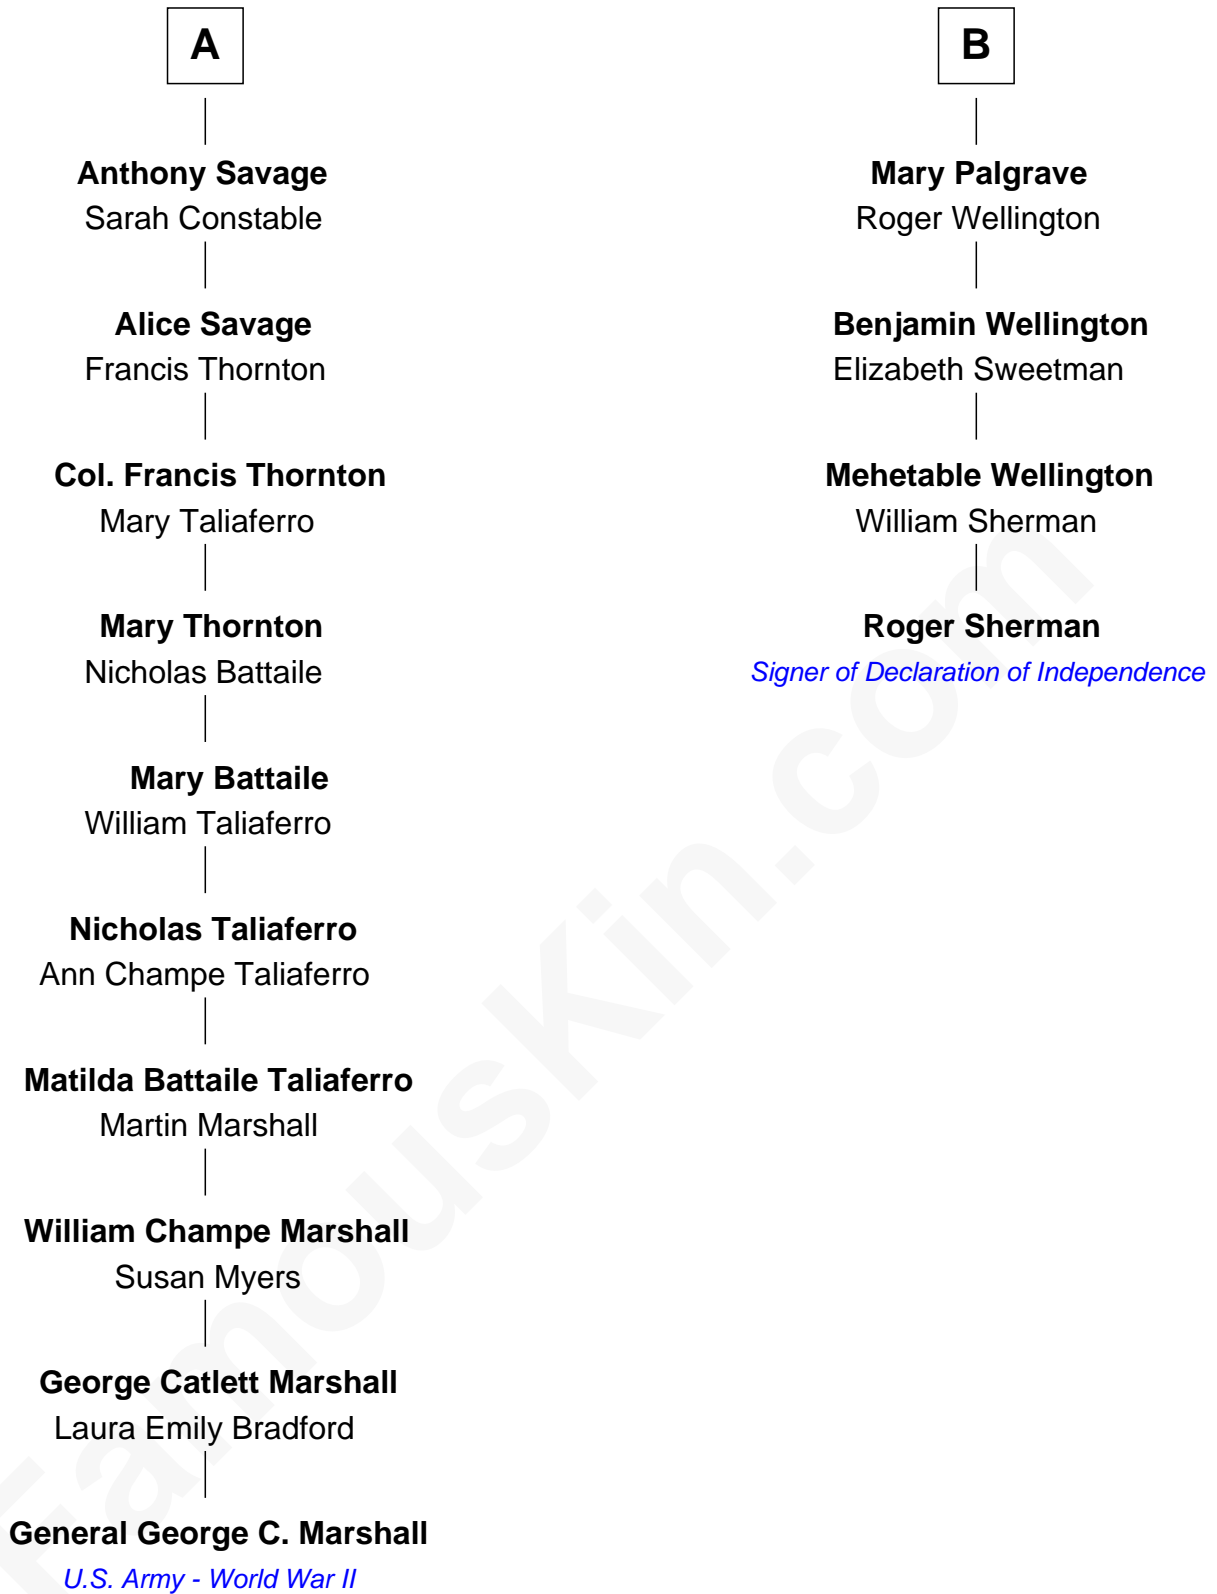 A
Anthony Savage
Sarah Constable
Alice Savage
Francis Thornton
Col. Francis Thornton
Mary Taliaferro
Mary Thornton
Nicholas Battaile
Mary Battaile
William Taliaferro
Nicholas Taliaferro
Ann Champe Taliaferro
Matilda Battaile Taliaferro
Martin Marshall
William Champe Marshall
Susan Myers
George Catlett Marshall
Laura Emily Bradford
General George C. Marshall
U.S. Army - World War II
B
Mary Palgrave
Roger Wellington
Benjamin Wellington
Elizabeth Sweetman
Mehetable Wellington
William Sherman
Roger Sherman
Signer of Declaration of Independence
FamousKin.com